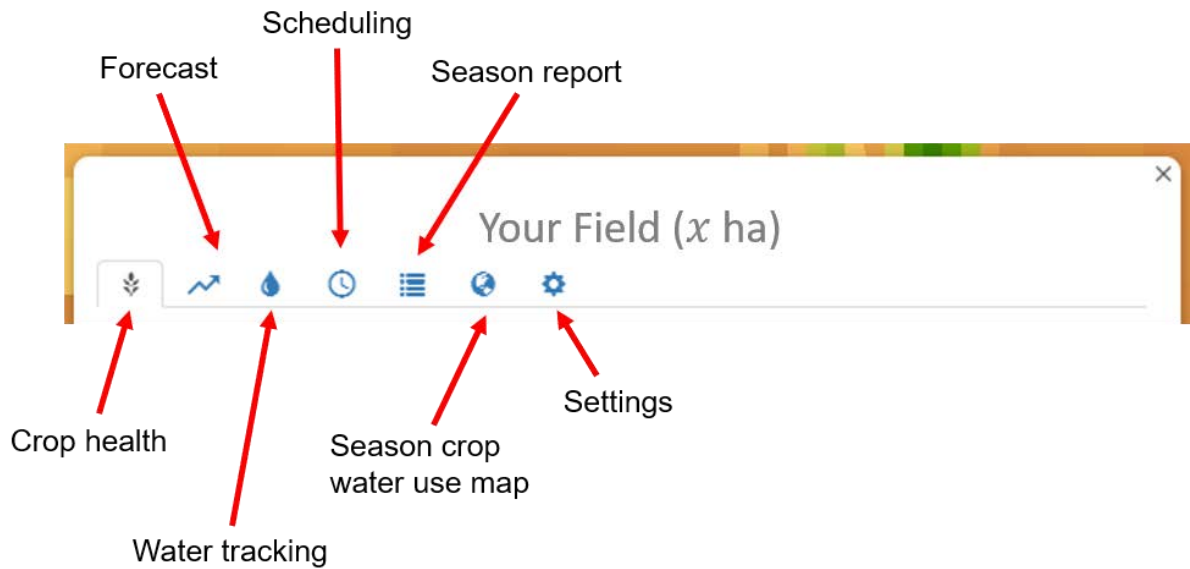 Scheduling
Forecast
Season report
Your Field (x ha)
Crop health
Settings
Season crop
water use map
Water tracking